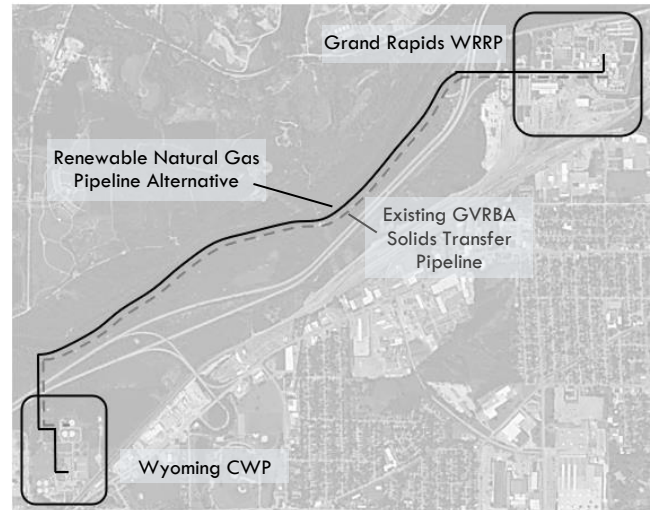 Grand Rapids WRRP
Renewable Natural Gas
Pipeline Alternative
Existing GVRBA
Solids Transfer
Pipeline
Wyoming CWP